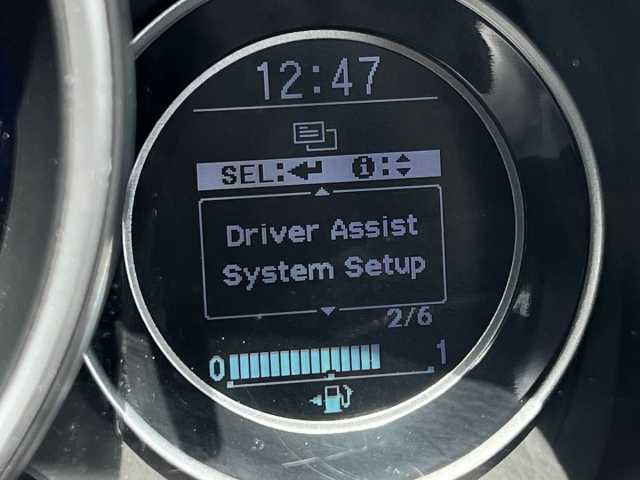 12:47
SEL: i:
Driver Assist
System Setup
2/6
0 1